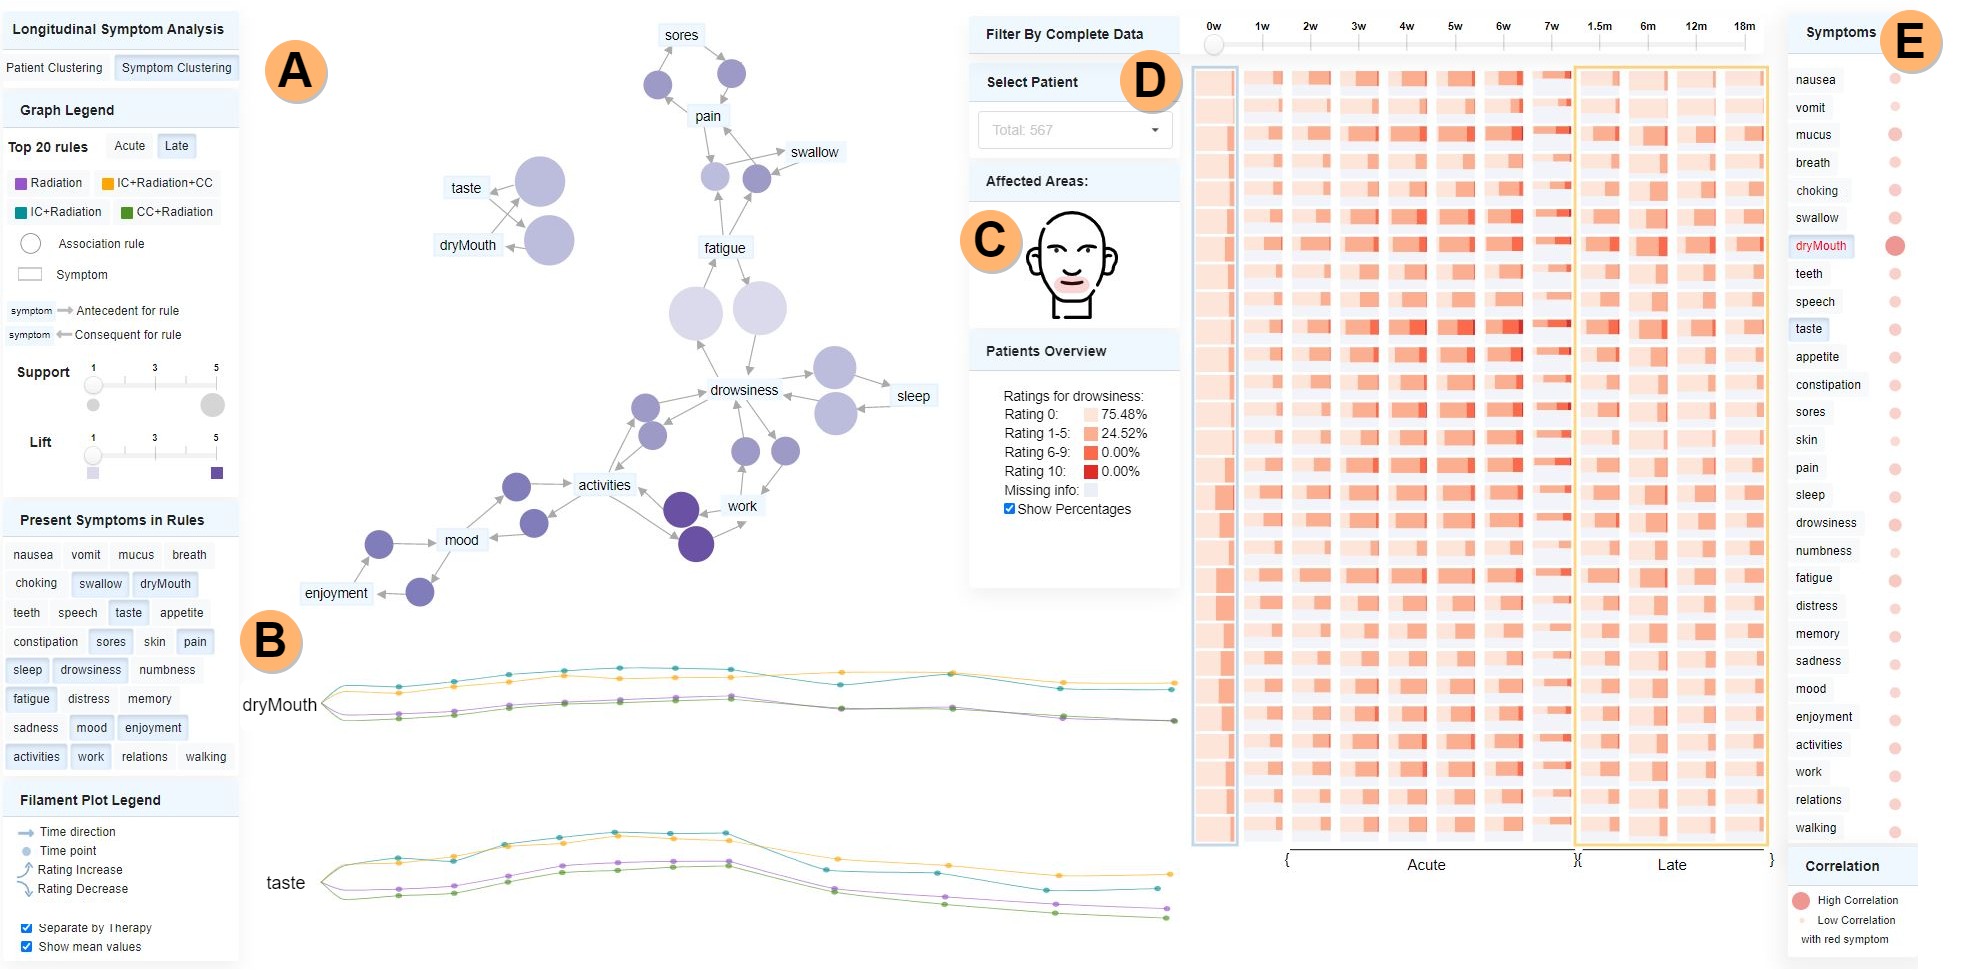 Longitudinal Symptom Analysis
Patient Clustering Symptom Clustering
Graph Legend
Top 20 rules Acute Late
Radiation IC+Radiation+CC
IC+Radiation CC+Radiation
Association rule
Symptom
symptom Antecedent for rule
symptom Consequent for rule
Support 1 3 5
Lift 1 3 5
Present Symptoms in Rules
nausea vomit mucus breath
choking swallow dryMouth
teeth speech taste appetite
constipation sores skin pain
sleep drowsiness numbness
fatigue distress memory
sadness mood enjoyment
activities work relations walking
Filament Plot Legend
Time direction
Time point
Rating Increase
Rating Decrease
Separate by Therapy
Show mean values
A
sores
pain
swallow
taste
dryMouth
fatigue
drowsiness
sleep
activities
work
mood
enjoyment
B
dryMouth
taste
Filter By Complete Data
0w 1w 2w 3w 4w 5w 6w 7w 1.5m 6m 12m 18m
Select Patient
D
Total: 567
Affected Areas:
C
Patients Overview
Ratings for drowsiness:
Rating 0: 75.48%
Rating 1-5: 24.52%
Rating 6-9: 0.00%
Rating 10: 0.00%
Missing info:
Show Percentages
{ Acute }{ Late }
Symptoms
E
nausea
vomit
mucus
breath
choking
swallow
dryMouth
teeth
speech
taste
appetite
constipation
sores
skin
pain
sleep
drowsiness
numbness
fatigue
distress
memory
sadness
mood
enjoyment
activities
work
relations
walking
Correlation
High Correlation
Low Correlation
with red symptom